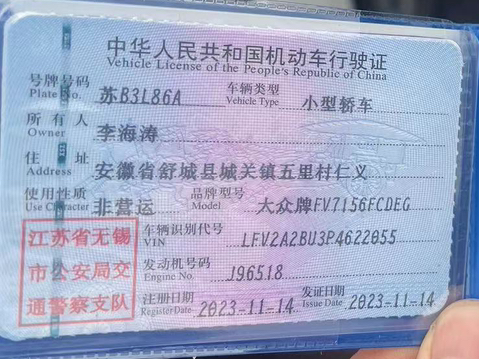 中华人民共和国机动车行驶证
Vehicle License of the People's Republic of China
号牌号码 Plate No. 苏B3L86A 车辆类型 Vehicle Type 小型轿车
所有人 Owner 李海涛
住址 Address 安徽省舒城县城关镇五里村仁义
使用性质 Use Character 非营运 品牌型号 Model 大众牌FV7156FCDEG
江苏省无锡 车辆识别代号 VIN LFV2A2BU3P4622055
市公安局交 发动机号码 Engine No. J96518
通警察支队 注册日期 Register Date 2023-11-14 发证日期 Issue Date 2023-11-14